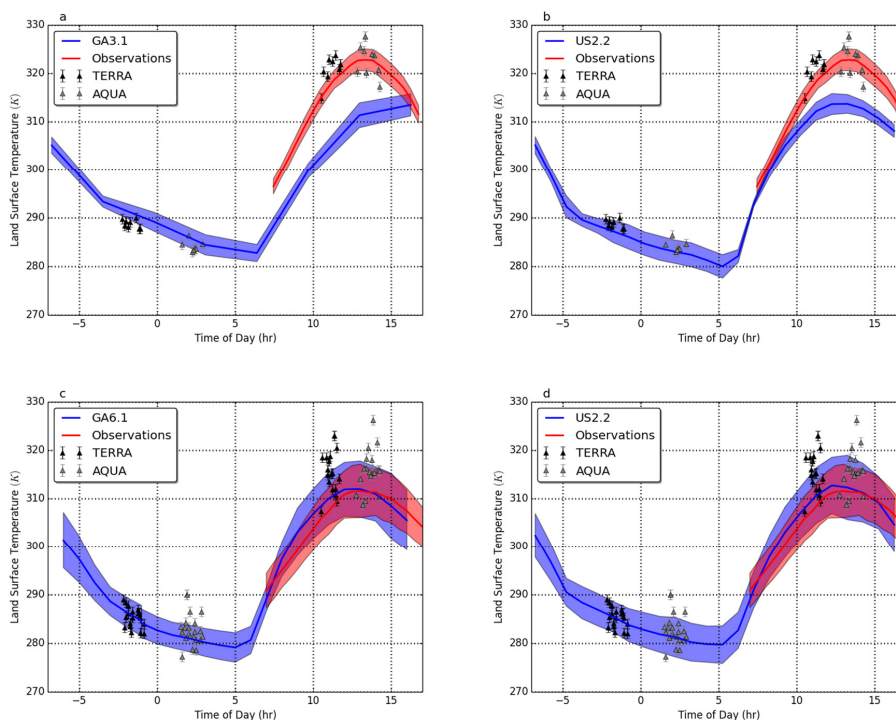 a
330
320
310
300
290
280
270
Land Surface Temperature (K)
GA3.1
Observations
TERRA
AQUA
−5 0 5 10 15
Time of Day (hr)
b
330
320
310
300
290
280
270
Land Surface Temperature (K)
US2.2
Observations
TERRA
AQUA
−5 0 5 10 15
Time of Day (hr)
c
330
320
310
300
290
280
270
Land Surface Temperature (K)
GA6.1
Observations
TERRA
AQUA
−5 0 5 10 15
Time of Day (hr)
d
330
320
310
300
290
280
270
Land Surface Temperature (K)
US2.2
Observations
TERRA
AQUA
−5 0 5 10 15
Time of Day (hr)